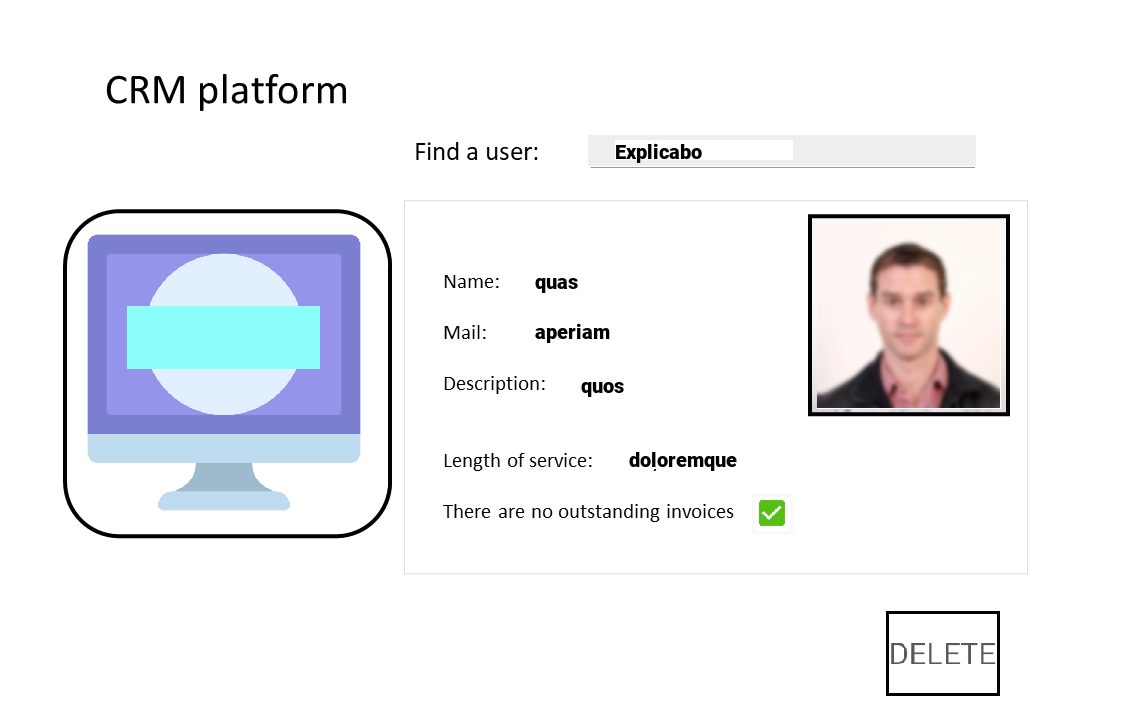 CRM platform
Find a user: Explicabo
Name: quas
Mail: aperiam
Description: quos
Length of service: doloremque
There are no outstanding invoices
DELETE